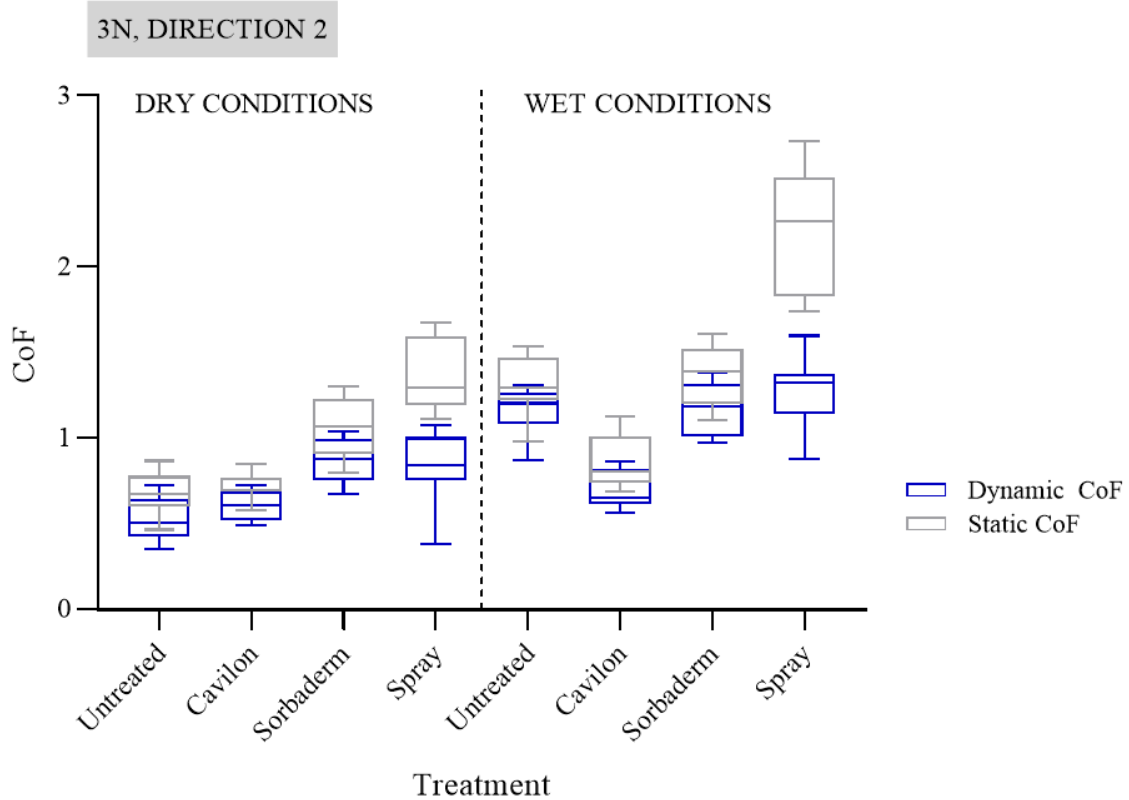 3N, DIRECTION 2
DRY CONDITIONS
WET CONDITIONS
3
2
1
0
CoF
Untreated
Cavilon
Sorbaderm
Spray
Untreated
Cavilon
Sorbaderm
Spray
Treatment
Dynamic CoF
Static CoF